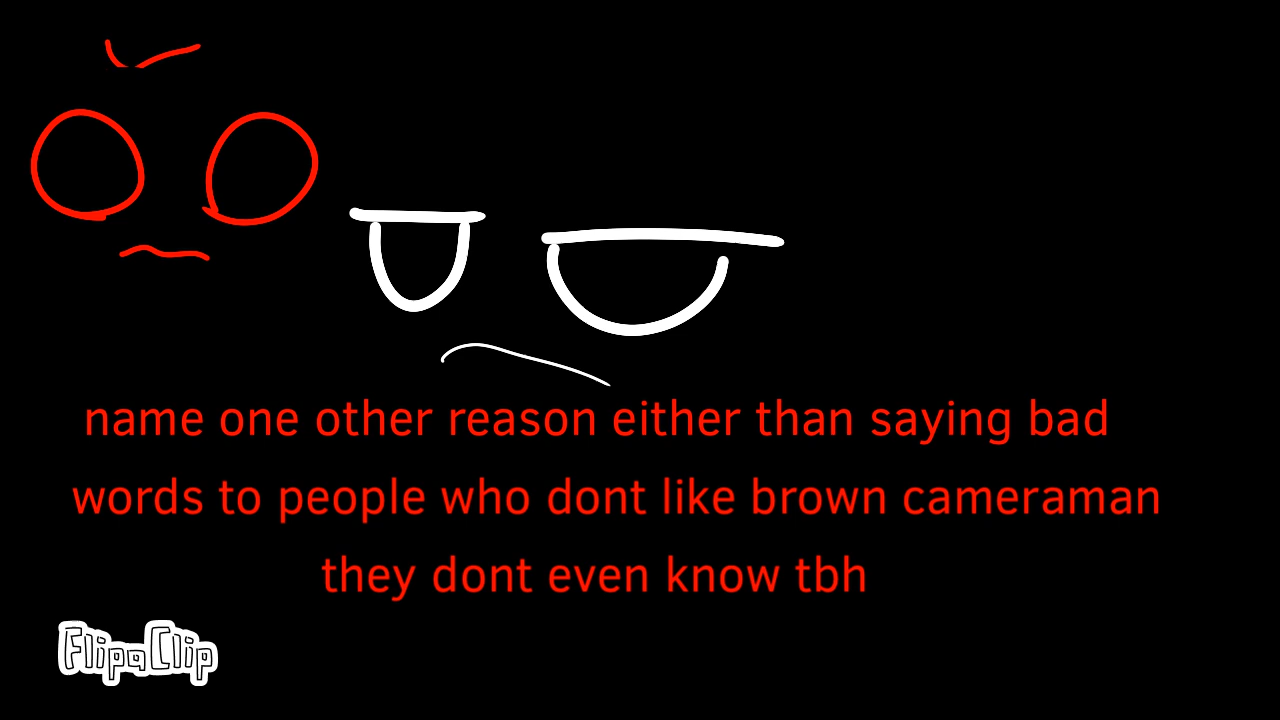 name one other reason either than saying bad
words to people who dont like brown cameraman
they dont even know tbh
FlipaClip